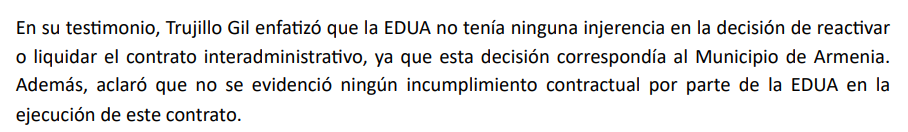 En su testimonio, Trujillo Gil enfatizó que la EDUA no tenía ninguna injerencia en la decisión de reactivar
o liquidar el contrato interadministrativo, ya que esta decisión correspondía al Municipio de Armenia.
Además, aclaró que no se evidenció ningún incumplimiento contractual por parte de la EDUA en la
ejecución de este contrato.